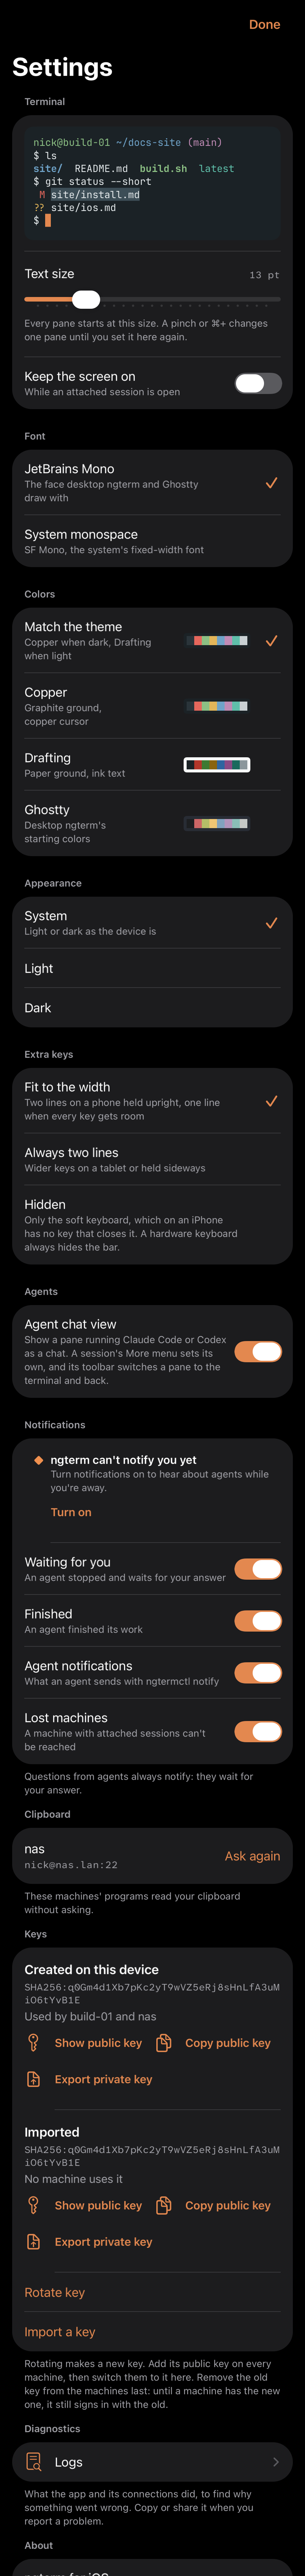 Done
Settings
Terminal
nick@build-01 ~/docs-site (main)
$ ls
site/ README.md build.sh latest
$ git status --short
M site/install.md
?? site/ios.md
$
Text size 13 pt
Every pane starts at this size. A pinch or ⌘+ changes
one pane until you set it here again.
Keep the screen on
While an attached session is open
Font
JetBrains Mono
The face desktop ngterm and Ghostty
draw with
System monospace
SF Mono, the system's fixed-width font
Colors
Match the theme
Copper when dark, Drafting
when light
Copper
Graphite ground,
copper cursor
Drafting
Paper ground, ink text
Ghostty
Desktop ngterm's
starting colors
Appearance
System
Light or dark as the device is
Light
Dark
Extra keys
Fit to the width
Two lines on a phone held upright, one line
when every key gets room
Always two lines
Wider keys on a tablet or held sideways
Hidden
Only the soft keyboard, which on an iPhone
has no key that closes it. A hardware keyboard
always hides the bar.
Agents
Agent chat view
Show a pane running Claude Code or Codex
as a chat. A session's More menu sets its
own, and its toolbar switches a pane to the
terminal and back.
Notifications
ngterm can't notify you yet
Turn notifications on to hear about agents while
you're away.
Turn on
Waiting for you
An agent stopped and waits for your answer
Finished
An agent finished its work
Agent notifications
What an agent sends with ngtermctl notify
Lost machines
A machine with attached sessions can't
be reached
Questions from agents always notify: they wait for
your answer.
Clipboard
nas
nick@nas.lan:22
Ask again
These machines' programs read your clipboard
without asking.
Keys
Created on this device
SHA256:q0Gm4d1Xb7pKc2yT9wVZ5eRj8sHnLfA3uM
iO6tYvB1E
Used by build-01 and nas
Show public key Copy public key
Export private key
Imported
SHA256:q0Gm4d1Xb7pKc2yT9wVZ5eRj8sHnLfA3uM
iO6tYvB1E
No machine uses it
Show public key Copy public key
Export private key
Rotate key
Import a key
Rotating makes a new key. Add its public key on every
machine, then switch them to it here. Remove the old
key from the machines last: until a machine has the new
one, it still signs in with the old.
Diagnostics
Logs
What the app and its connections did, to find why
something went wrong. Copy or share it when you
report a problem.
About